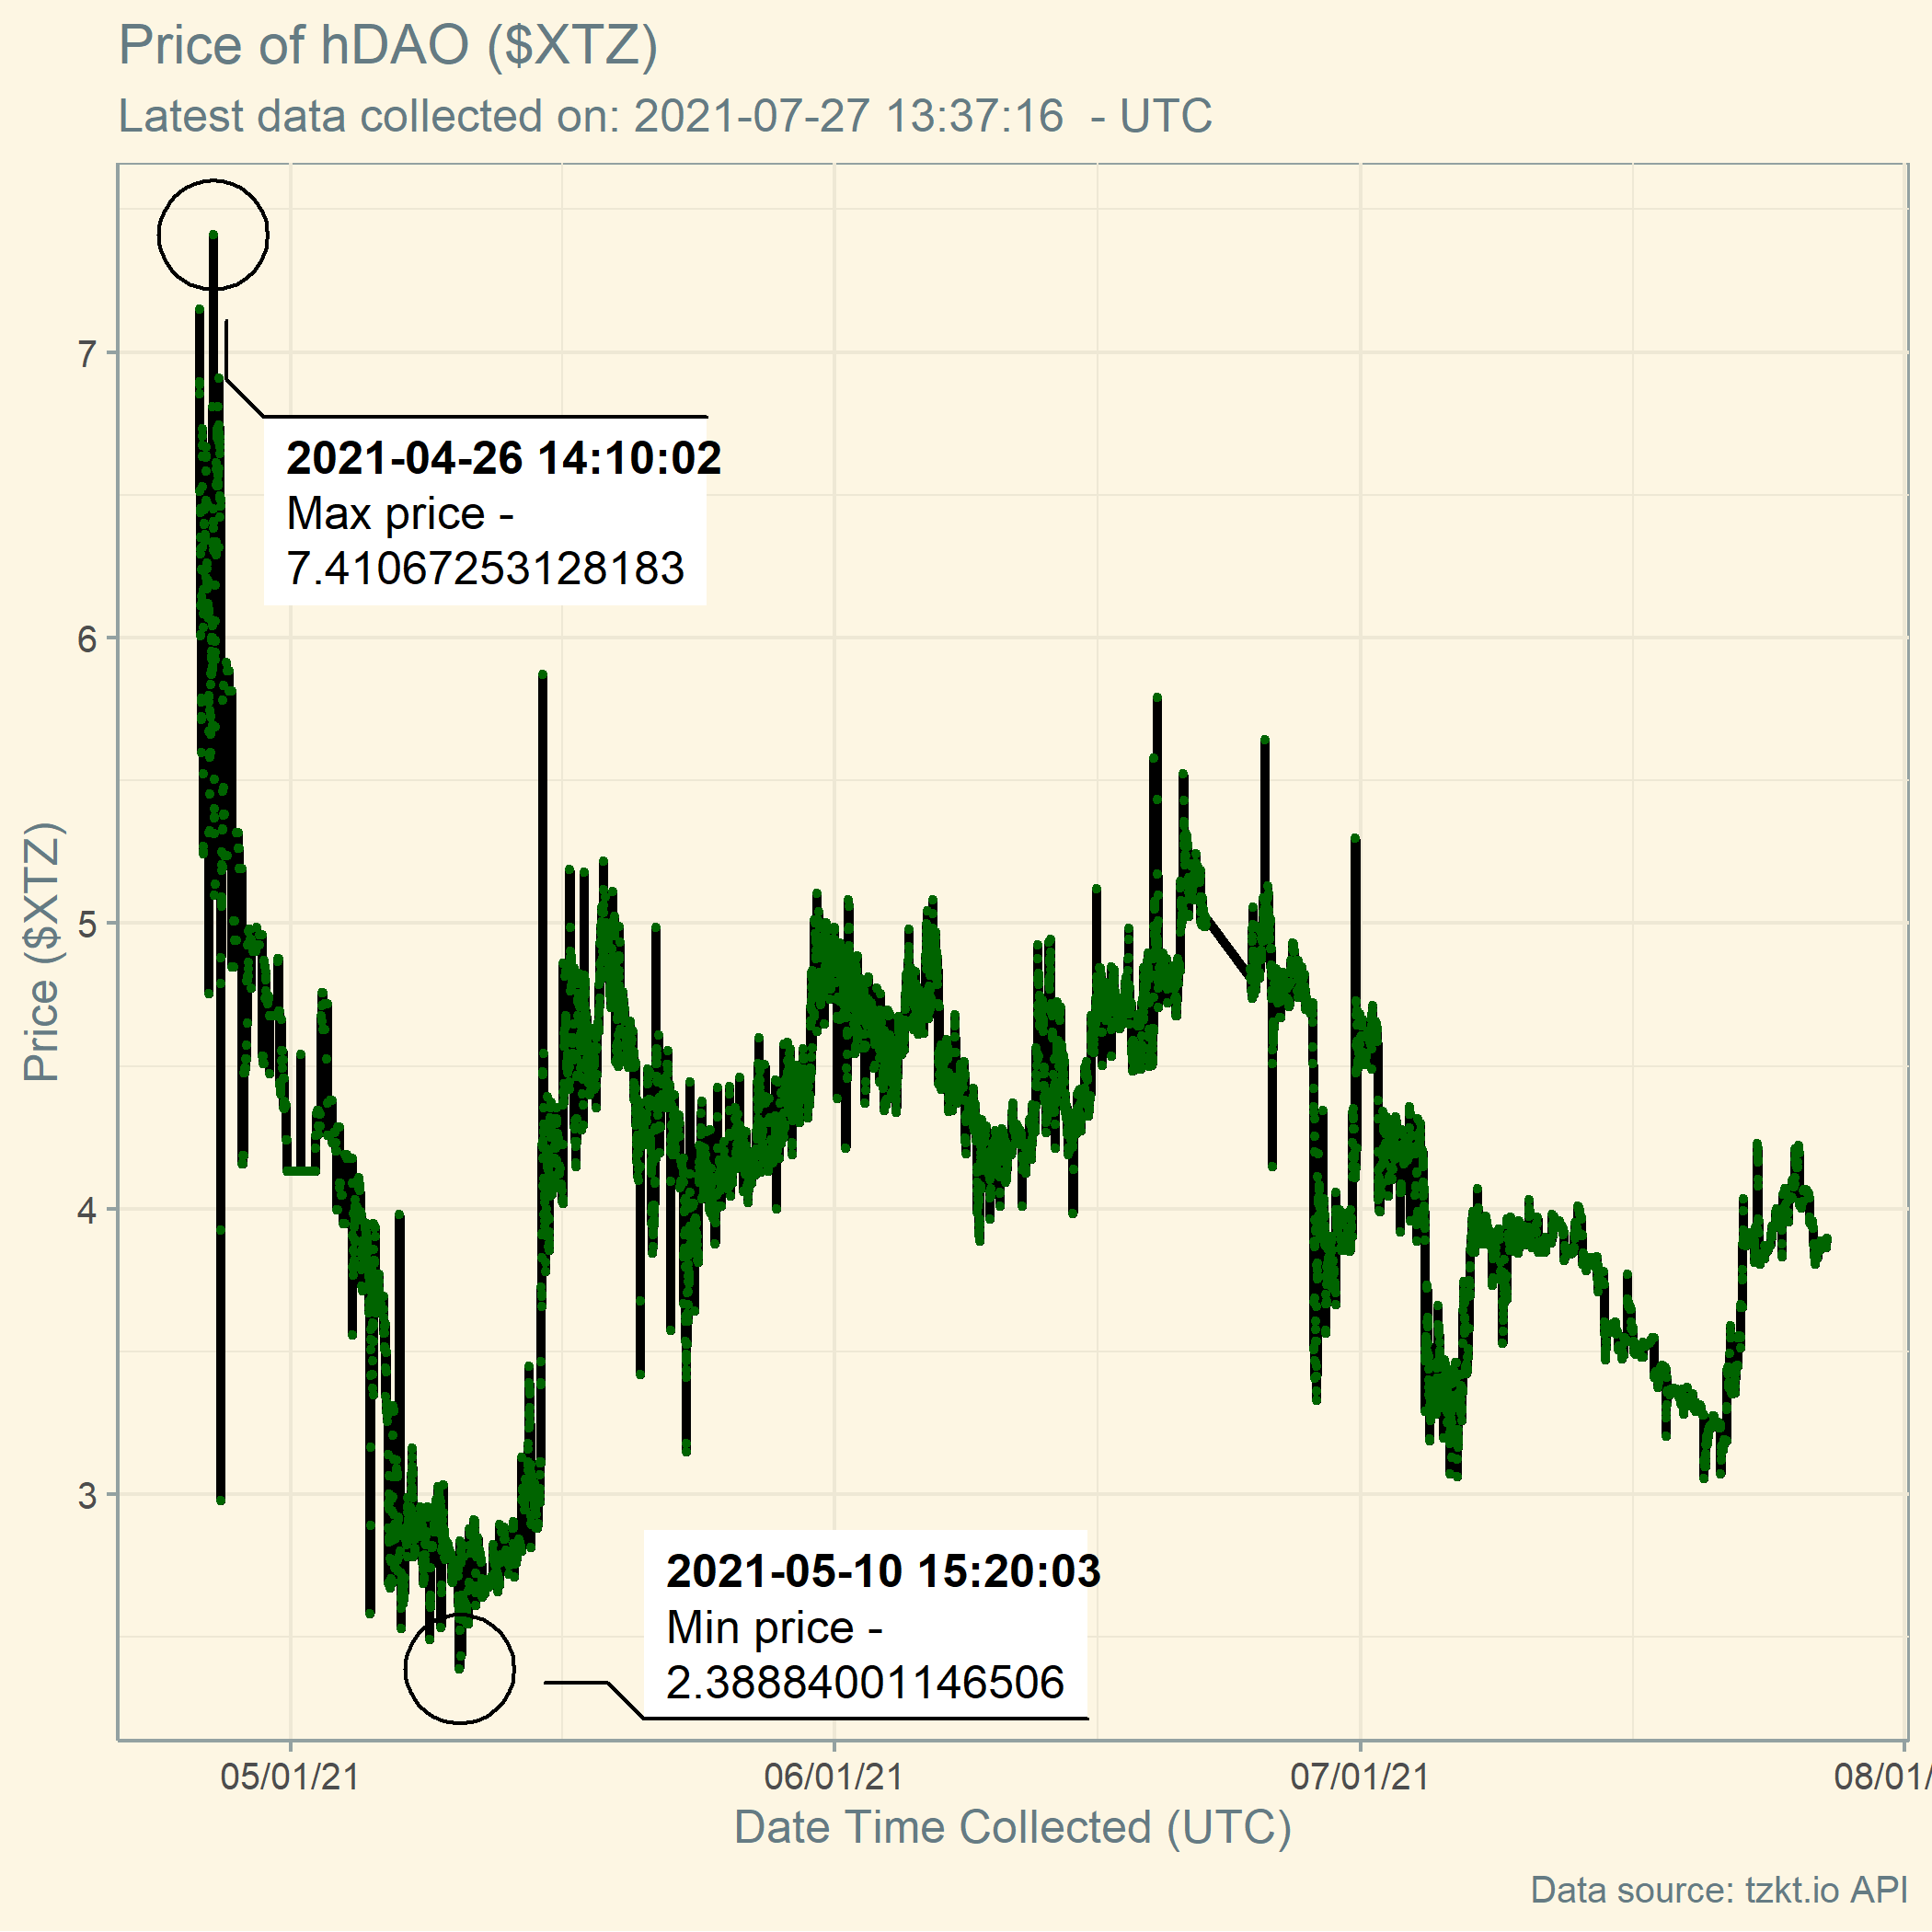 Price of hDAO ($XTZ)
Latest data collected on: 2021-07-27 13:37:16  - UTC
7
2021-04-26 14:10:02
Max price -
7.41067253128183
6
5
Price ($XTZ)
4
3
2021-05-10 15:20:03
Min price -
2.38884001146506
05/01/21 06/01/21 07/01/21 08/01/
Date Time Collected (UTC)
Data source: tzkt.io API